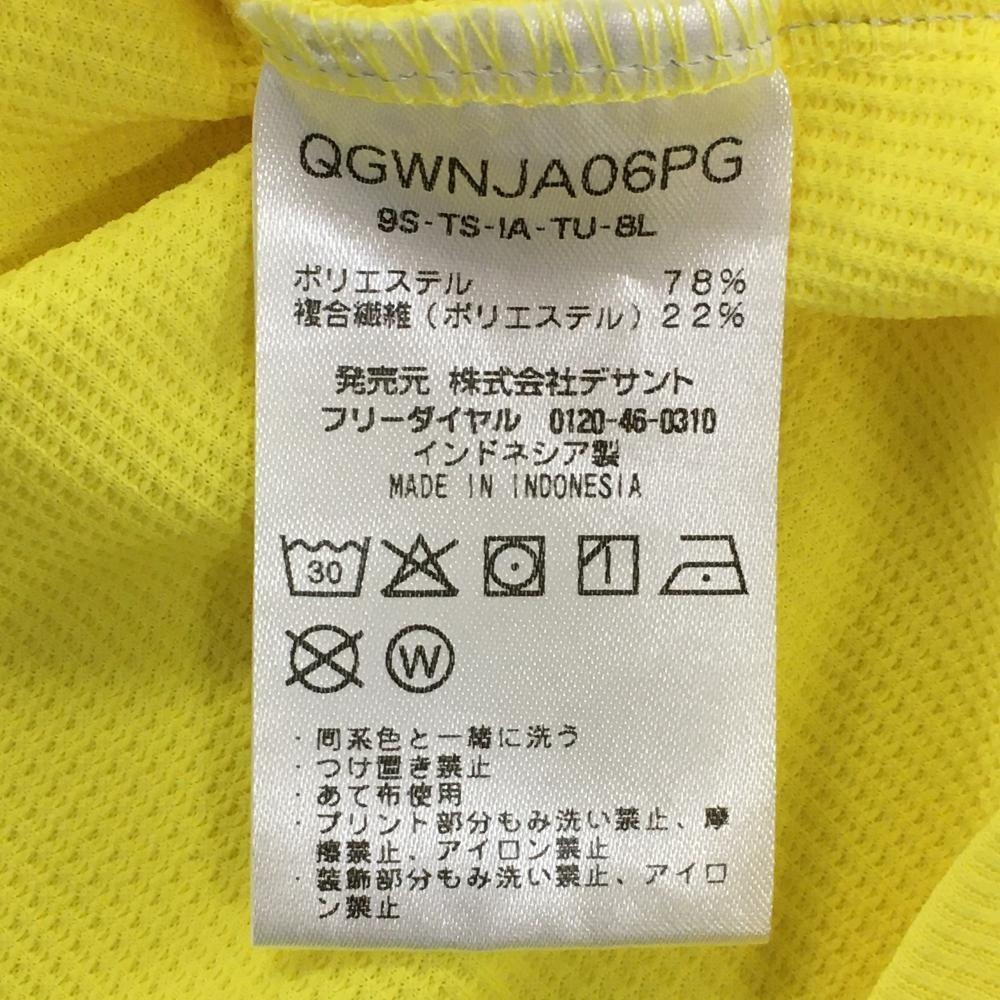 QGWNJA06PG
9S-TS-IA-TU-8L
ポリエステル 78%
複合繊維(ポリエステル)22%
発売元 株式会社デサント
フリーダイヤル 0120-46-0310
インドネシア製
MADE IN INDONESIA
30
W
・同系色と一緒に洗う
・つけ置き禁止
・あて布使用
・プリント部分もみ洗い禁止、摩
擦禁止、アイロン禁止
・装飾部分もみ洗い禁止、アイロ
ン禁止